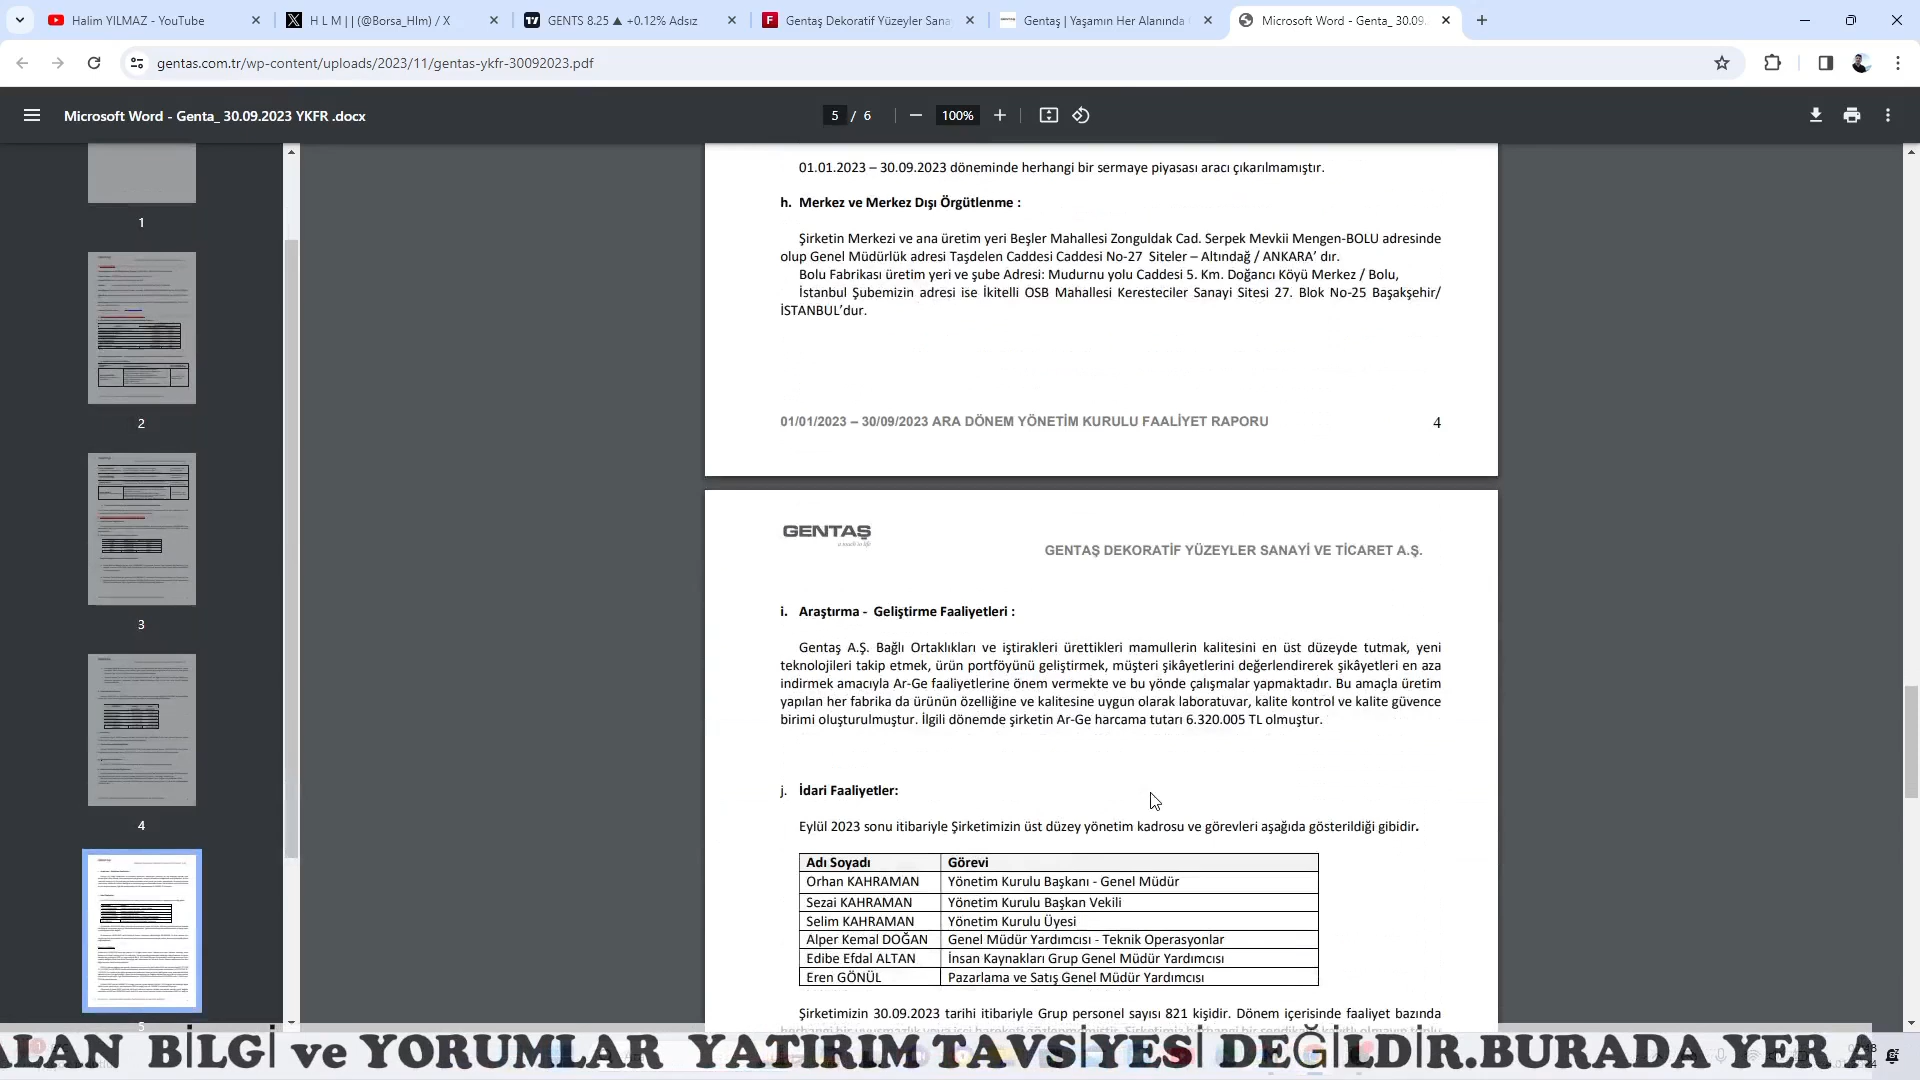 Halim YILMAZ - YouTube
H L M | | (@Borsa_Hlm) / X
GENTS 8.25 ▲ +0.12% Adsız
Gentaş Dekoratif Yüzeyler Sana
Gentaş | Yaşamın Her Alanında
Microsoft Word - Genta_ 30.09.
gentas.com.tr/wp-content/uploads/2023/11/gentas-ykfr-30092023.pdf
Microsoft Word - Genta_ 30.09.2023 YKFR .docx
5 / 6
100%
1
2
3
4
5
01.01.2023 – 30.09.2023 döneminde herhangi bir sermaye piyasası aracı çıkarılmamıştır.
h. Merkez ve Merkez Dışı Örgütlenme :
Şirketin Merkezi ve ana üretim yeri Beşler Mahallesi Zonguldak Cad. Serpek Mevkii Mengen-BOLU adresinde
olup Genel Müdürlük adresi Taşdelen Caddesi Caddesi No-27 Siteler – Altındağ / ANKARA’ dır.
Bolu Fabrikası üretim yeri ve şube Adresi: Mudurnu yolu Caddesi 5. Km. Doğancı Köyü Merkez / Bolu,
İstanbul Şubemizin adresi ise İkitelli OSB Mahallesi Keresteciler Sanayi Sitesi 27. Blok No-25 Başakşehir/
İSTANBUL’dur.
01/01/2023 – 30/09/2023 ARA DÖNEM YÖNETİM KURULU FAALİYET RAPORU 4
GENTAŞ
GENTAŞ DEKORATİF YÜZEYLER SANAYİ VE TİCARET A.Ş.
i. Araştırma - Geliştirme Faaliyetleri :
Gentaş A.Ş. Bağlı Ortaklıkları ve iştirakleri ürettikleri mamullerin kalitesini en üst düzeyde tutmak, yeni
teknolojileri takip etmek, ürün portföyünü geliştirmek, müşteri şikâyetlerini değerlendirerek şikâyetleri en aza
indirmek amacıyla Ar-Ge faaliyetlerine önem vermekte ve bu yönde çalışmalar yapmaktadır. Bu amaçla üretim
yapılan her fabrika da ürünün özelliğine ve kalitesine uygun olarak laboratuvar, kalite kontrol ve kalite güvence
birimi oluşturulmuştur. İlgili dönemde şirketin Ar-Ge harcama tutarı 6.320.005 TL olmuştur.
j. İdari Faaliyetler:
Eylül 2023 sonu itibariyle Şirketimizin üst düzey yönetim kadrosu ve görevleri aşağıda gösterildiği gibidir.
Adı Soyadı Görevi
Orhan KAHRAMAN Yönetim Kurulu Başkanı - Genel Müdür
Sezai KAHRAMAN Yönetim Kurulu Başkan Vekili
Selim KAHRAMAN Yönetim Kurulu Üyesi
Alper Kemal DOĞAN Genel Müdür Yardımcısı - Teknik Operasyonlar
Edibe Efdal ALTAN İnsan Kaynakları Grup Genel Müdür Yardımcısı
Eren GÖNÜL Pazarlama ve Satış Genel Müdür Yardımcısı
Şirketimizin 30.09.2023 tarihi itibariyle Grup personel sayısı 821 kişidir. Dönem içerisinde faaliyet bazında
ALAN BİLGİ ve YORUMLAR YATIRIM TAVSİYESİ DEĞİLDİR.BURADA YER A